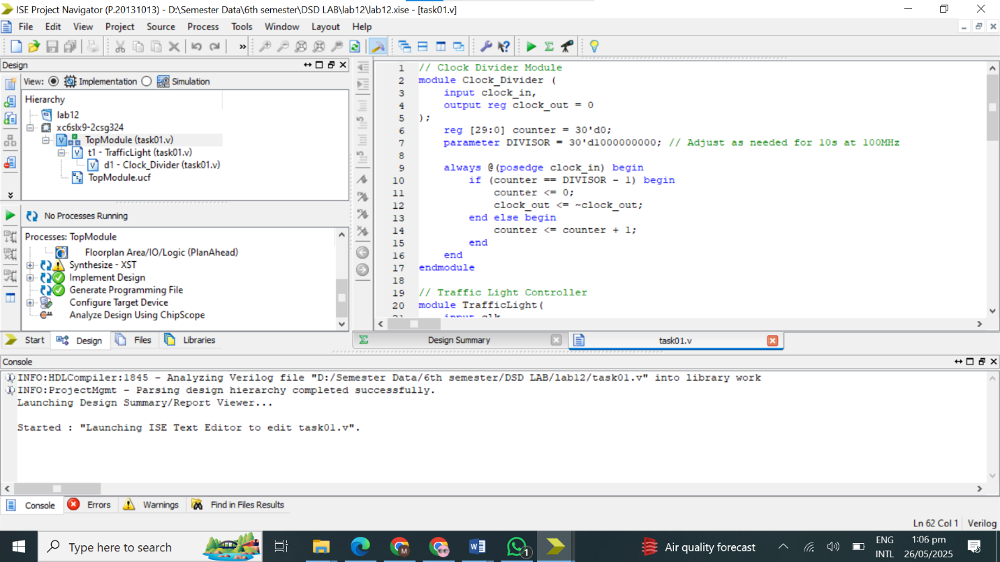 ISE Project Navigator (P.20131013) - D:\Semester Data\6th semester\DSD LAB\lab12\lab12.xise - [task01.v]
File Edit View Project Source Process Tools Window Layout Help
Design
View: Implementation Simulation
Hierarchy
lab12
xc6slx9-2csg324
TopModule (task01.v)
t1 - TrafficLight (task01.v)
d1 - Clock_Divider (task01.v)
TopModule.ucf
No Processes Running
Processes: TopModule
Floorplan Area/IO/Logic (PlanAhead)
Synthesize - XST
Implement Design
Generate Programming File
Configure Target Device
Analyze Design Using ChipScope
Start Design Files Libraries
1 // Clock Divider Module
2 module Clock_Divider (
3 input clock_in,
4 output reg clock_out = 0
5 );
6 reg [29:0] counter = 30'd0;
7 parameter DIVISOR = 30'd1000000000; // Adjust as needed for 10s at 100MHz
8
9 always @(posedge clock_in) begin
10 if (counter == DIVISOR - 1) begin
11 counter <= 0;
12 clock_out <= ~clock_out;
13 end else begin
14 counter <= counter + 1;
15 end
16 end
17 endmodule
18
19 // Traffic Light Controller
20 module TrafficLight(
21 input clk
Design Summary task01.v
Console
INFO:HDLCompiler:1845 - Analyzing Verilog file "D:/Semester Data/6th semester/DSD LAB/lab12/task01.v" into library work
INFO:ProjectMgmt - Parsing design hierarchy completed successfully.
Launching Design Summary/Report Viewer...
Started : "Launching ISE Text Editor to edit task01.v".
Console Errors Warnings Find in Files Results
Ln 62 Col 1 Verilog
Type here to search
1
Air quality forecast
ENG
INTL
1:06 pm
26/05/2025